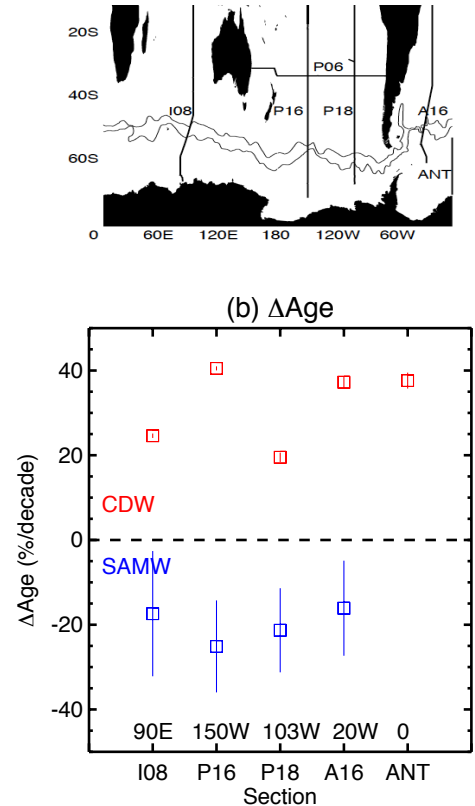 20S
P06
40S
I08 P16 P18 A16
60S
ANT
0 60E 120E 180 120W 60W
(b) ΔAge
40
20
CDW
0
SAMW
-20
-40
ΔAge (%/decade)
90E 150W 103W 20W 0
I08 P16 P18 A16 ANT
Section